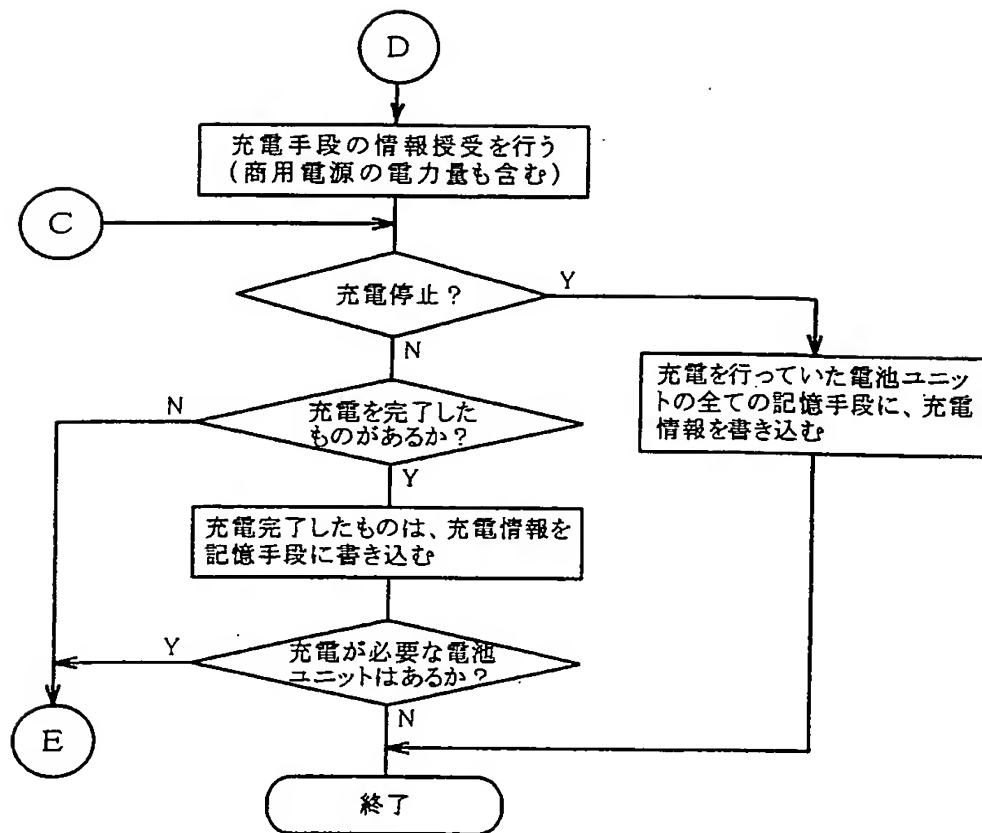 D
充電手段の情報授受を行う
(商用電源の電力量も含む)
C
充電停止?
Y
N
充電を行っていた電池ユニッ
トの全ての記憶手段に、充電
情報を書き込む
N
充電を完了した
ものがあるか?
Y
充電完了したものは、充電情報を
記憶手段に書き込む
Y
充電が必要な電池
ユニットはあるか?
N
E
終了